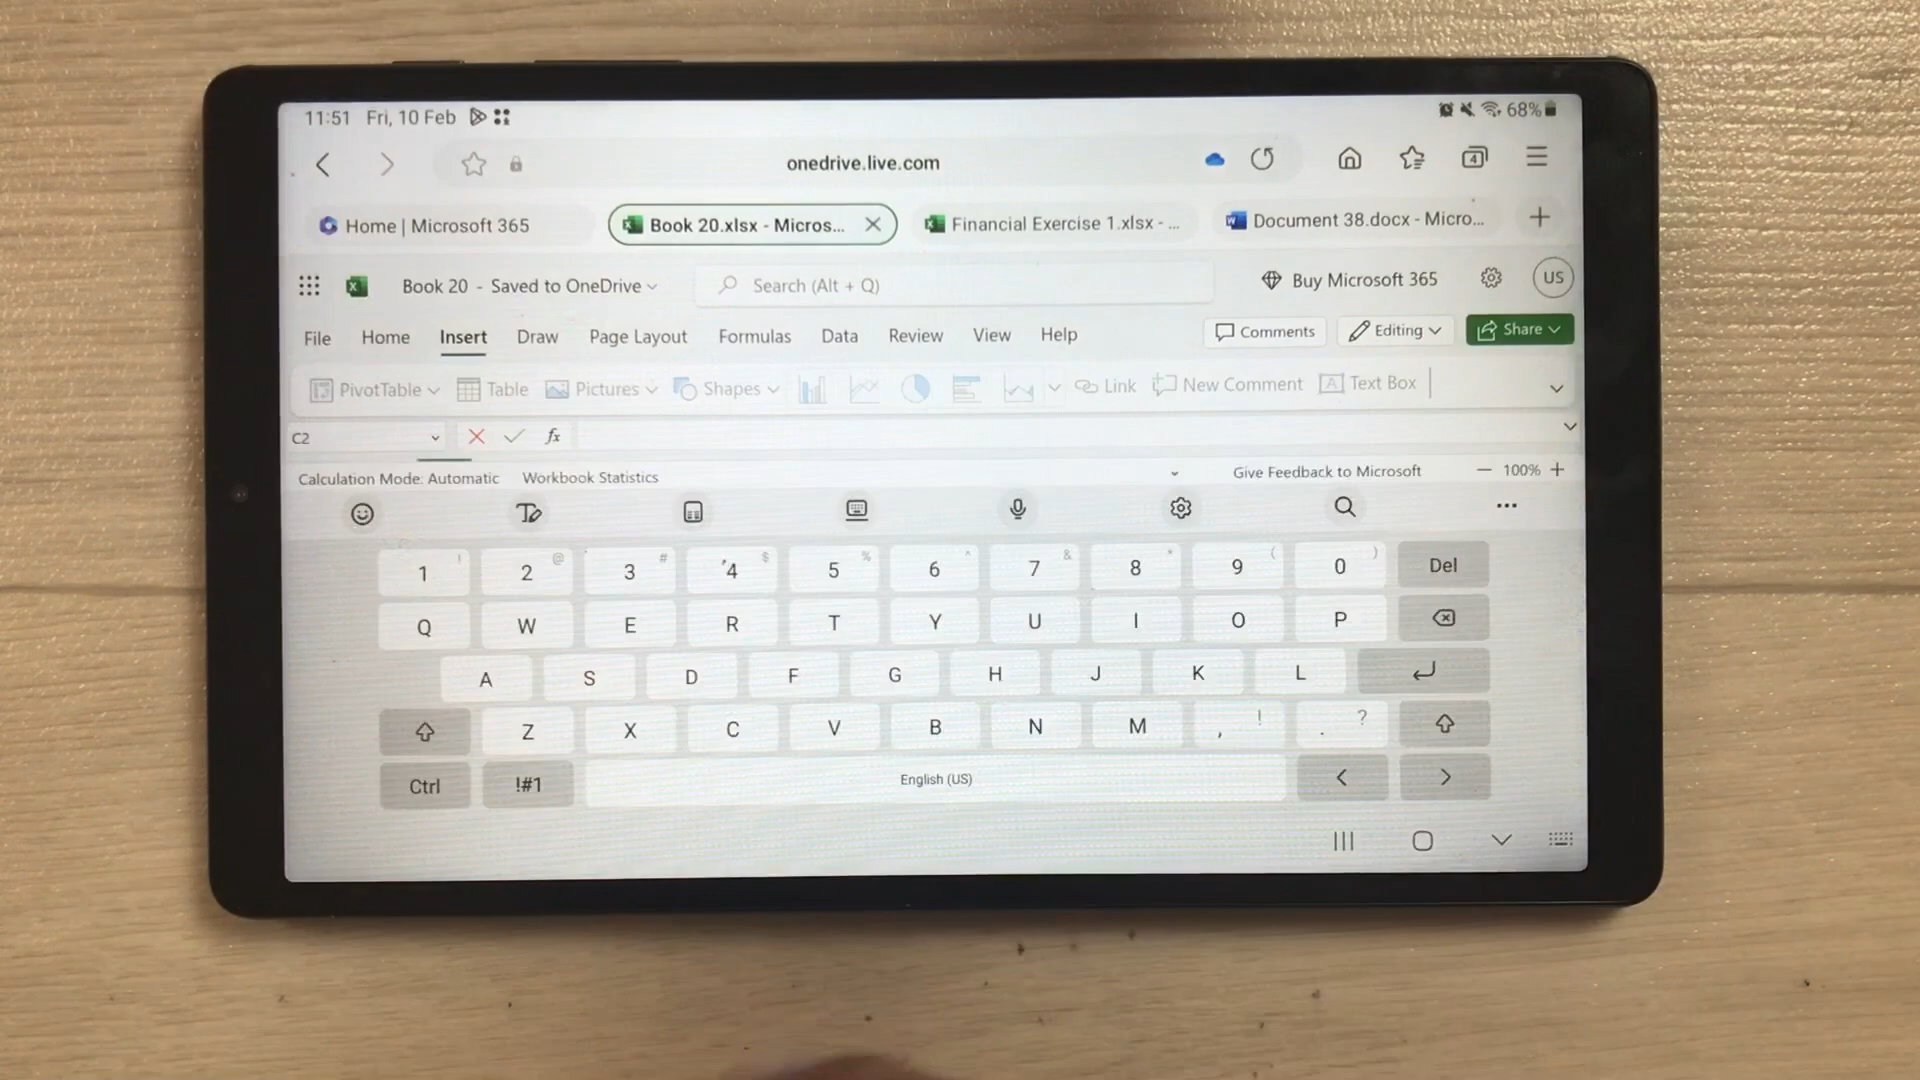 11:51 Fri, 10 Feb 68%
onedrive.live.com 4
Home | Microsoft 365 Book 20.xlsx - Micros... Financial Exercise 1.xlsx - ... Document 38.docx - Micro...
Book 20 - Saved to OneDrive Search (Alt + Q) Buy Microsoft 365 US
File Home Insert Draw Page Layout Formulas Data Review View Help Comments Editing Share
PivotTable Table Pictures Shapes Link New Comment Text Box
C2 fx
Calculation Mode: Automatic Workbook Statistics Give Feedback to Microsoft 100%
1 ! 2 @ 3 # 4 $ 5 % 6 ^ 7 & 8 * 9 ( 0 ) Del
Q W E R T Y U I O P
A S D F G H J K L
Z X C V B N M , ! . ?
Ctrl !#1 English (US) < >